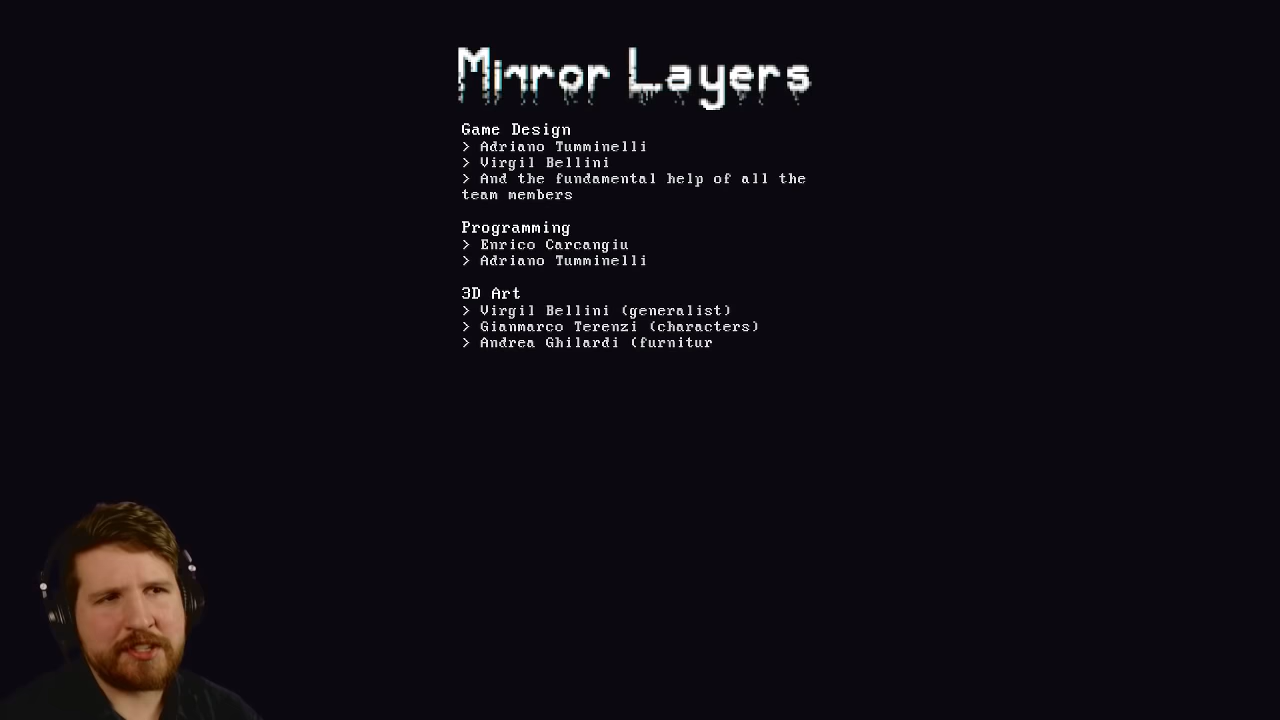 Mirror Layers
Game Design
> Adriano Tumminelli
> Virgil Bellini
> And the fundamental help of all the
team members
Programming
> Enrico Carcangiu
> Adriano Tumminelli
3D Art
> Virgil Bellini (generalist)
> Gianmarco Terenzi (characters)
> Andrea Ghilardi (furnitur